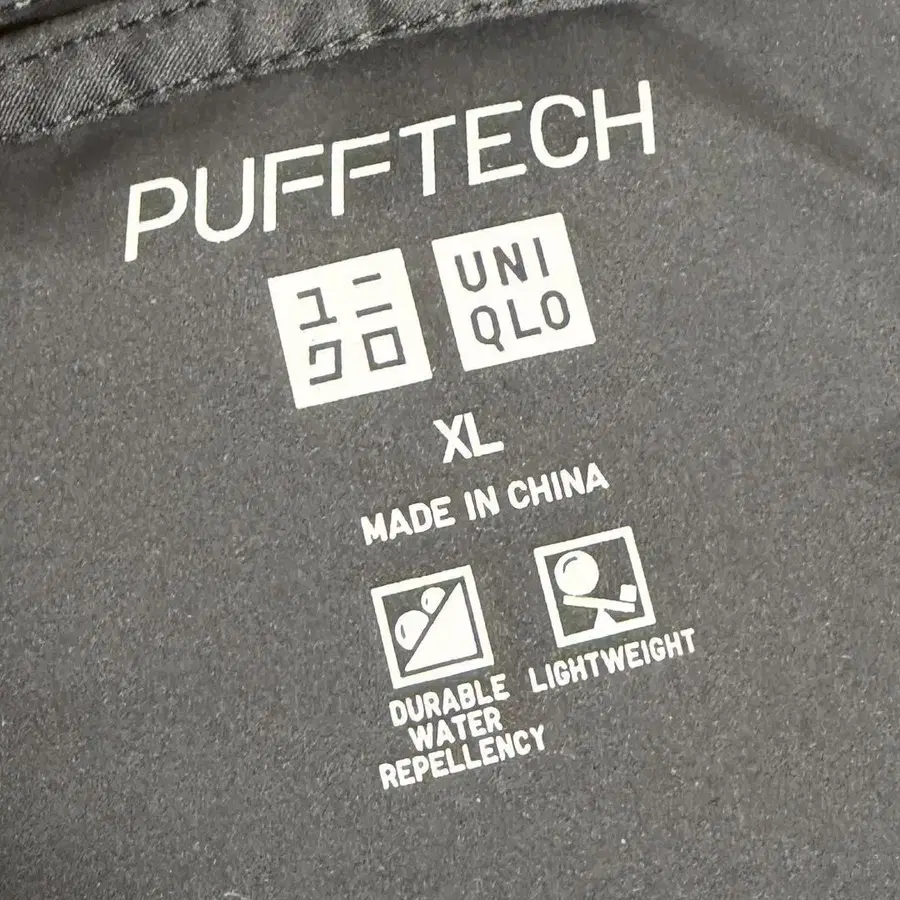 PUFFTECH
ユニ
クロ
UNI
QLO
XL
MADE IN CHINA
DURABLE
WATER
REPELLENCY
LIGHTWEIGHT